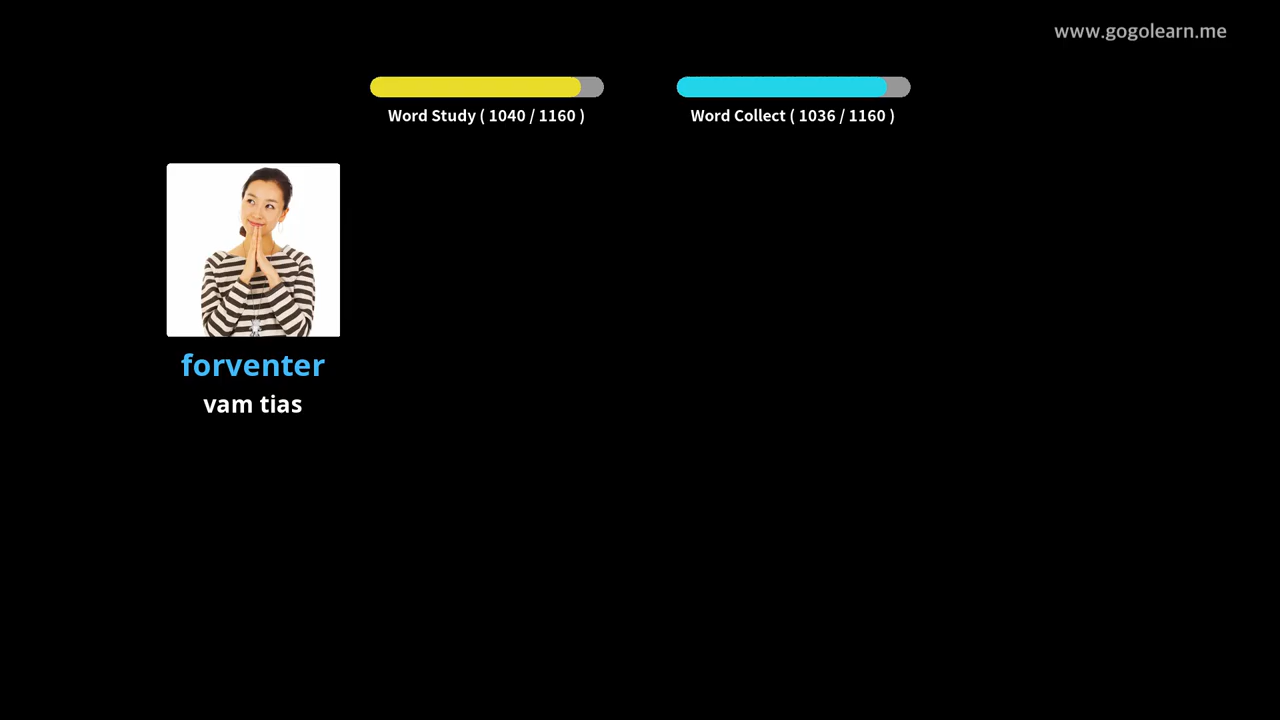 www.gogolearn.me
Word Study ( 1040 / 1160 )
Word Collect ( 1036 / 1160 )
forventer
vam tias